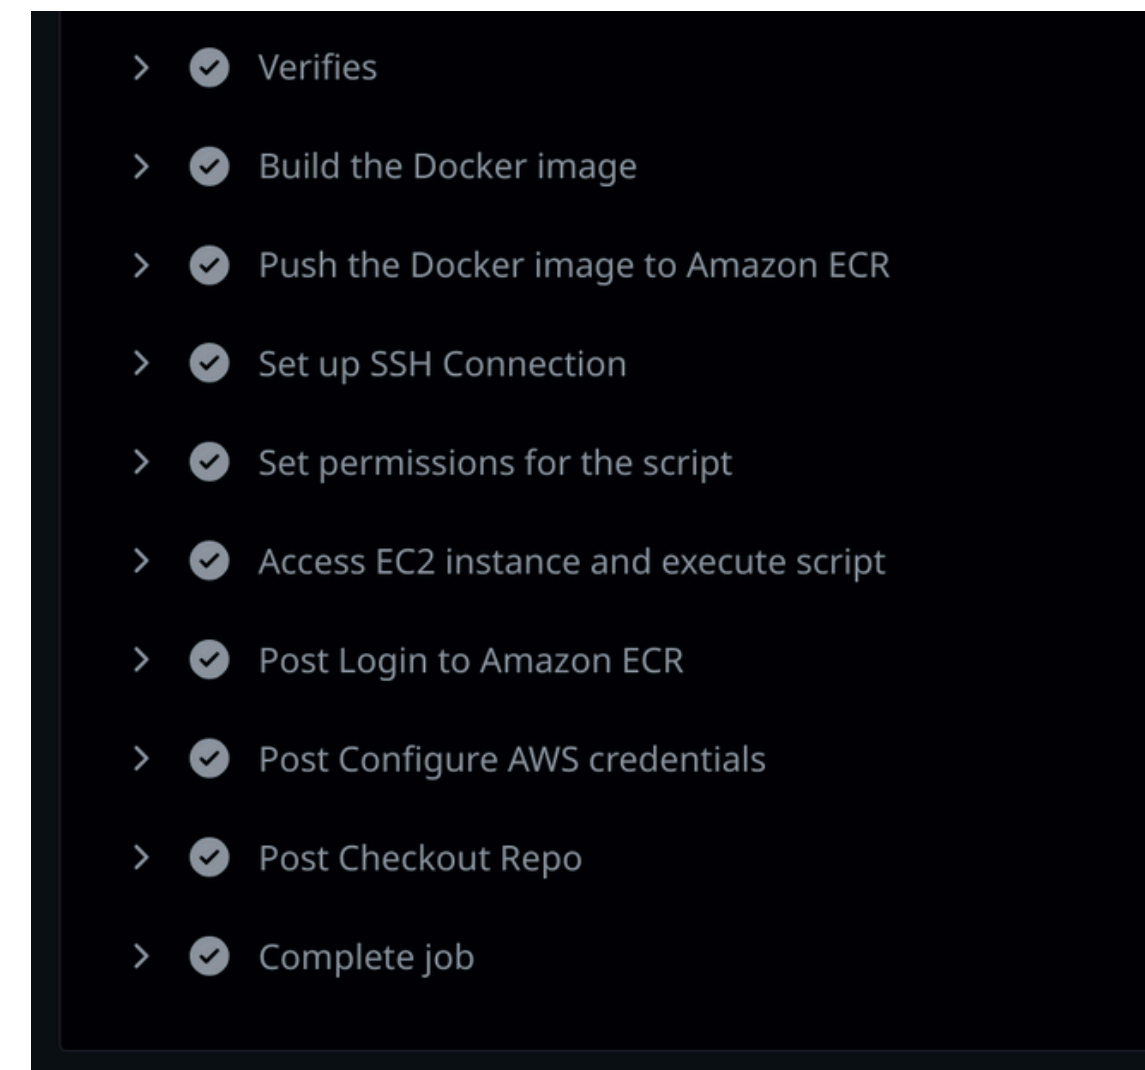 Verifies
Build the Docker image
Push the Docker image to Amazon ECR
Set up SSH Connection
Set permissions for the script
Access EC2 instance and execute script
Post Login to Amazon ECR
Post Configure AWS credentials
Post Checkout Repo
Complete job